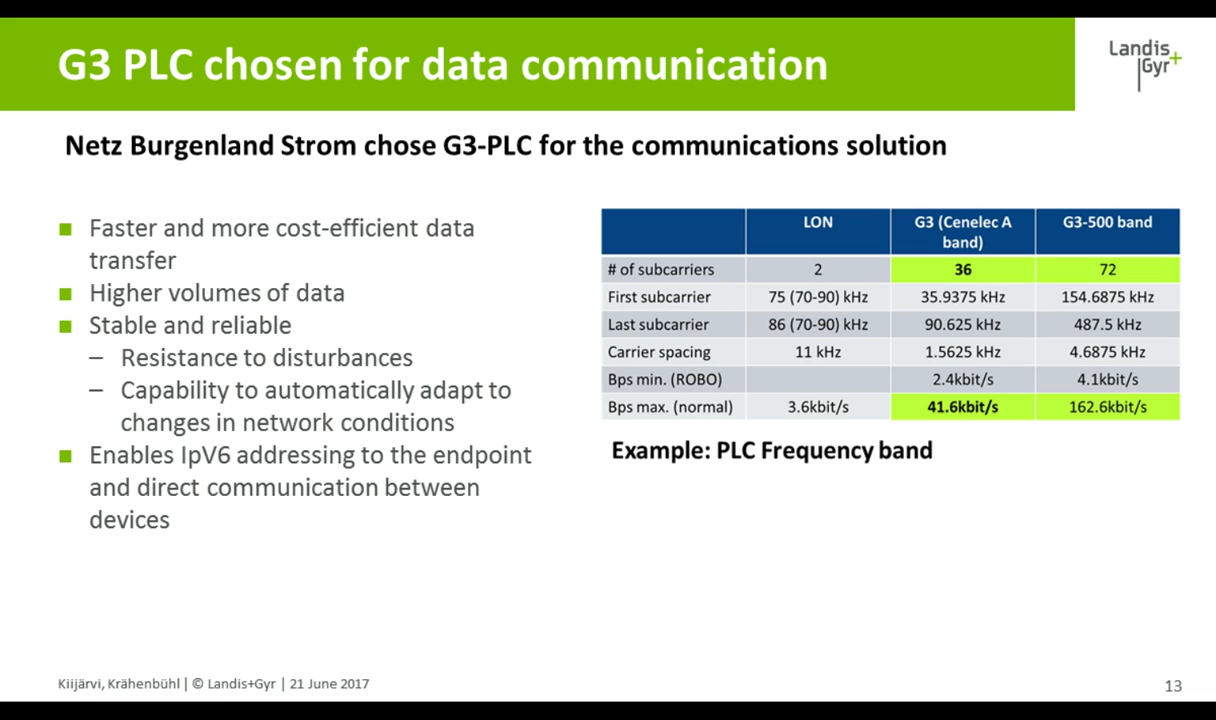 G3 PLC chosen for data communication
Landis
Gyr+
Netz Burgenland Strom chose G3-PLC for the communications solution
■ Faster and more cost-efficient data
transfer
■ Higher volumes of data
■ Stable and reliable
– Resistance to disturbances
– Capability to automatically adapt to
changes in network conditions
■ Enables IpV6 addressing to the endpoint
and direct communication between
devices
LON G3 (Cenelec A G3-500 band
band)
# of subcarriers 2 36 72
First subcarrier 75 (70-90) kHz 35.9375 kHz 154.6875 kHz
Last subcarrier 86 (70-90) kHz 90.625 kHz 487.5 kHz
Carrier spacing 11 kHz 1.5625 kHz 4.6875 kHz
Bps min. (ROBO) 2.4kbit/s 4.1kbit/s
Bps max. (normal) 3.6kbit/s 41.6kbit/s 162.6kbit/s
Example: PLC Frequency band
Kiijärvi, Krähenbühl | © Landis+Gyr | 21 June 2017
13